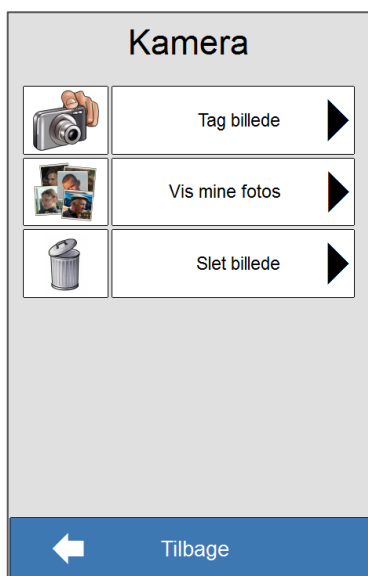 Kamera
Tag billede
Vis mine fotos
Slet billede
Tilbage